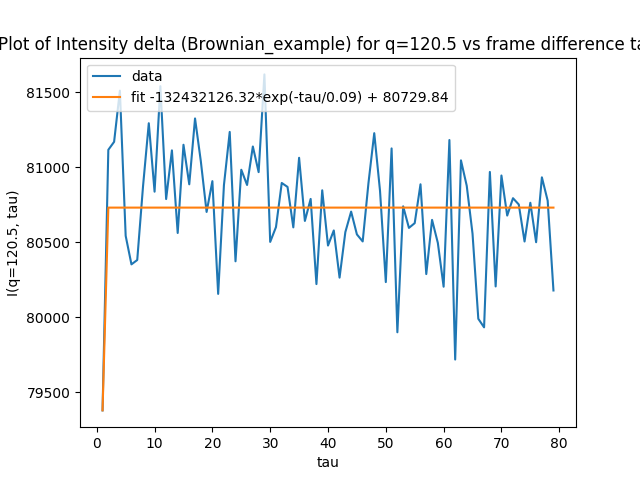 Plot of Intensity delta (Brownian_example) for q=120.5 vs frame difference ta
data
fit -132432126.32*exp(-tau/0.09) + 80729.84
I(q=120.5, tau)
81500
81000
80500
80000
79500
0 10 20 30 40 50 60 70 80
tau